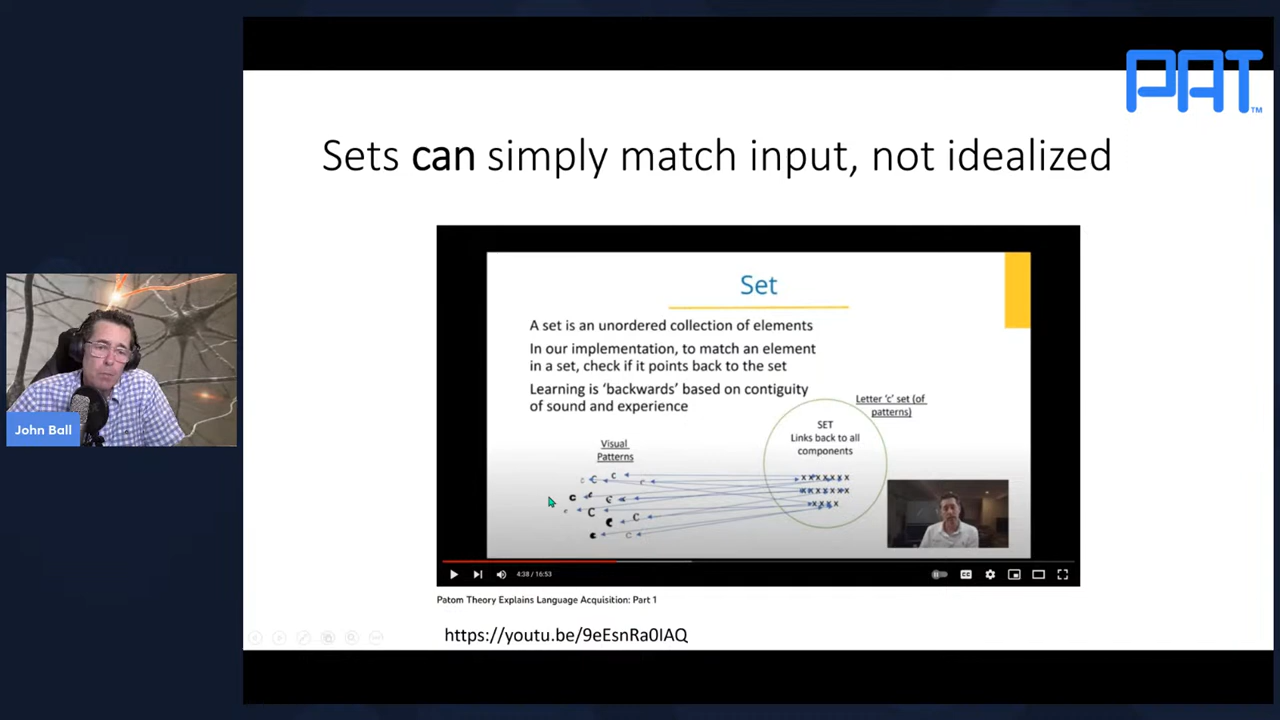 PAT™
Sets can simply match input, not idealized
Set
A set is an unordered collection of elements
In our implementation, to match an element
in a set, check if it points back to the set
Learning is ‘backwards’ based on contiguity
of sound and experience
Letter ‘c’ set (of
patterns)
SET
Links back to all
components
Visual
Patterns
John Ball
4:38 / 16:53
CC
Patom Theory Explains Language Acquisition: Part 1
https://youtu.be/9eEsnRa0IAQ